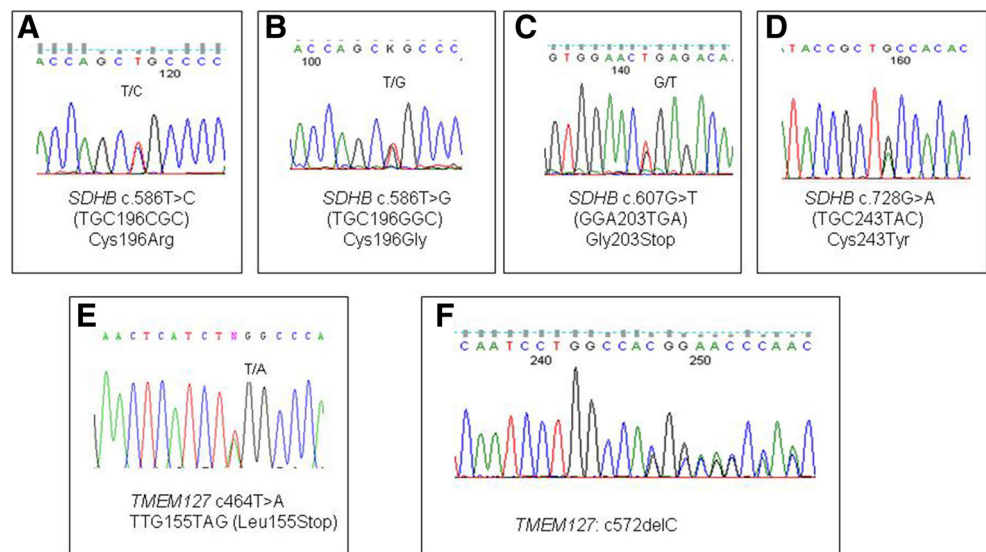 A
ACCAGCTGCCCC
120
T/C
SDHB c.586T>C
(TGC196CGC)
Cys196Arg
B
ACCAGCKGCCC
100
T/G
SDHB c.586T>G
(TGC196GGC)
Cys196Gly
C
GTGGAACTGAGACA
140
G/T
SDHB c.607G>T
(GGA203TGA)
Gly203Stop
D
TACCGCTGCCACAC
160
SDHB c.728G>A
(TGC243TAC)
Cys243Tyr
E
AACTCATCTNGGCCCA
T/A
TMEM127 c464T>A
TTG155TAG (Leu155Stop)
F
CAATCCTGGCCACGGAACCCAAC
240 250
TMEM127: c572delC